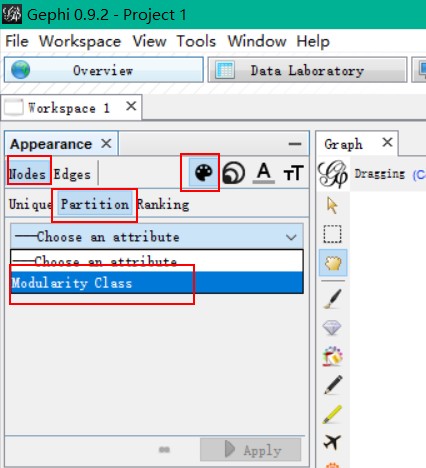 Gephi 0.9.2 - Project 1
File Workspace View Tools Window Help
Overview Data Laboratory
Workspace 1
Appearance Graph
Nodes Edges A TT Dragging (C
Unique Partition Ranking
---Choose an attribute
---Choose an attribute
Modularity Class
Apply